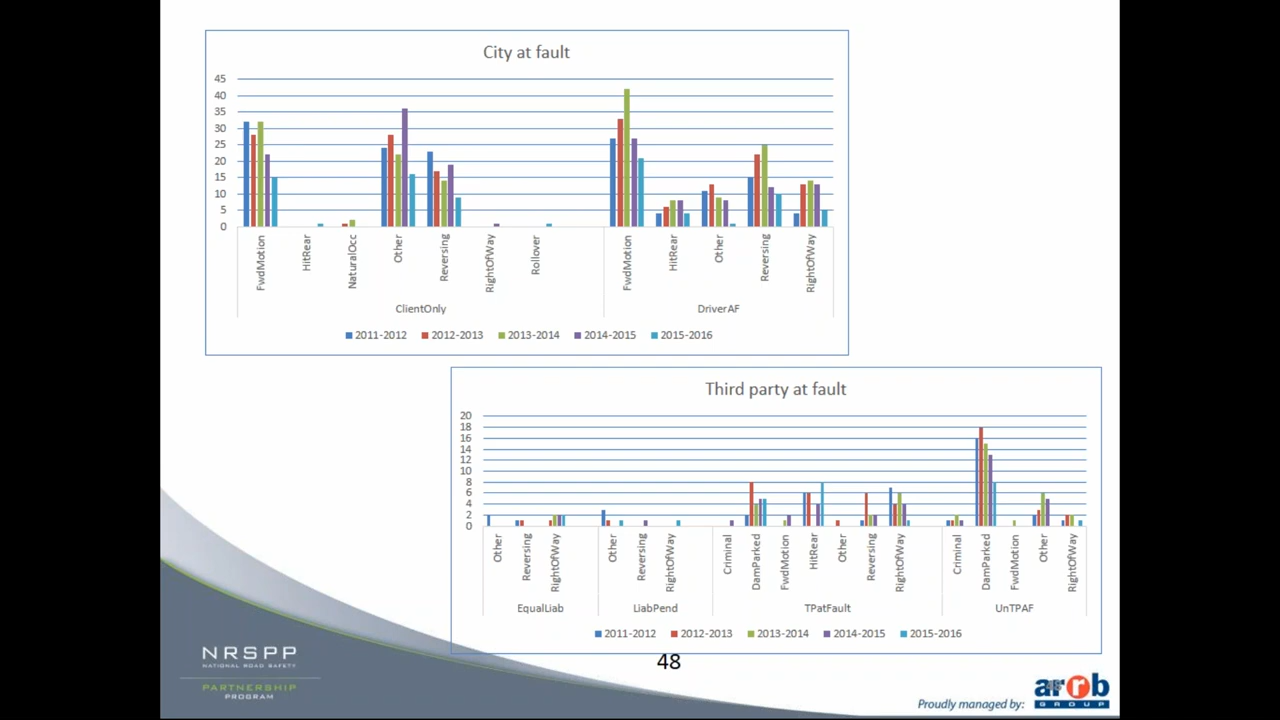 City at fault
45
40
35
30
25
20
15
10
5
0
FwdMotion
HitRear
NaturalOcc
Other
Reversing
RightOfWay
Rollover
FwdMotion
HitRear
Other
Reversing
RightOfWay
ClientOnly
DriverAF
2011-2012 2012-2013 2013-2014 2014-2015 2015-2016
Third party at fault
20
18
16
14
12
10
8
6
4
2
0
Other
Reversing
RightOfWay
Other
Reversing
RightOfWay
Criminal
DamParked
FwdMotion
HitRear
Other
Reversing
RightOfWay
Criminal
DamParked
FwdMotion
Other
RightOfWay
EqualLiab
LiabPend
TPatFault
UnTPAF
2011-2012 2012-2013 2013-2014 2014-2015 2015-2016
48
NRSPP
NATIONAL ROAD SAFETY
PARTNERSHIP
PROGRAM
Proudly managed by:
arrb
GROUP